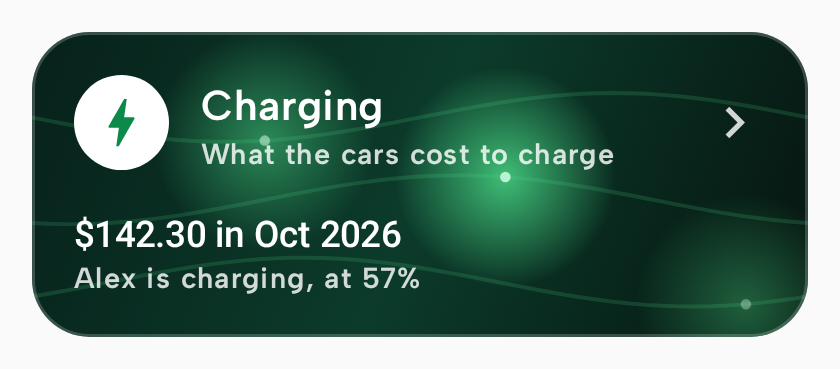 Charging
What the cars cost to charge
$142.30 in Oct 2026
Alex is charging, at 57%